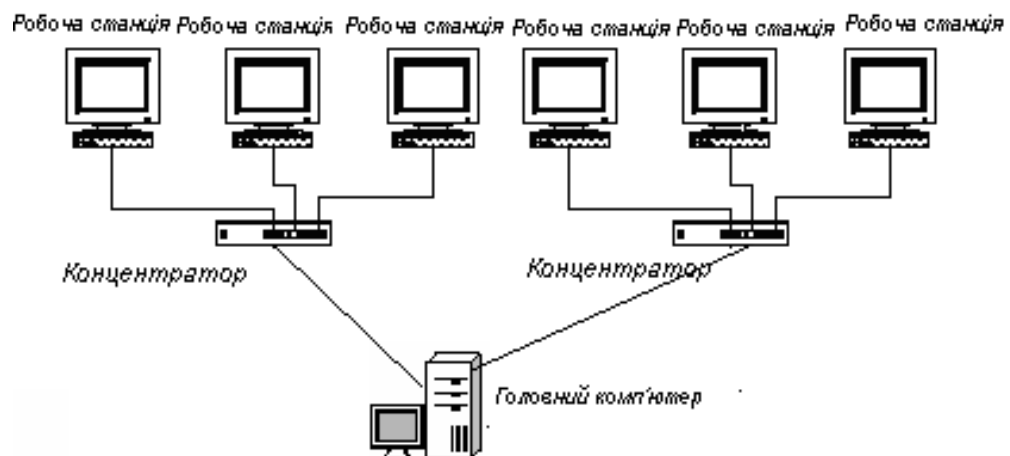 Робоча станція Робоча станція Робоча станція Робоча станція Робоча станція Робоча станція
Концентратор Концентратор
Головний комп'ютер